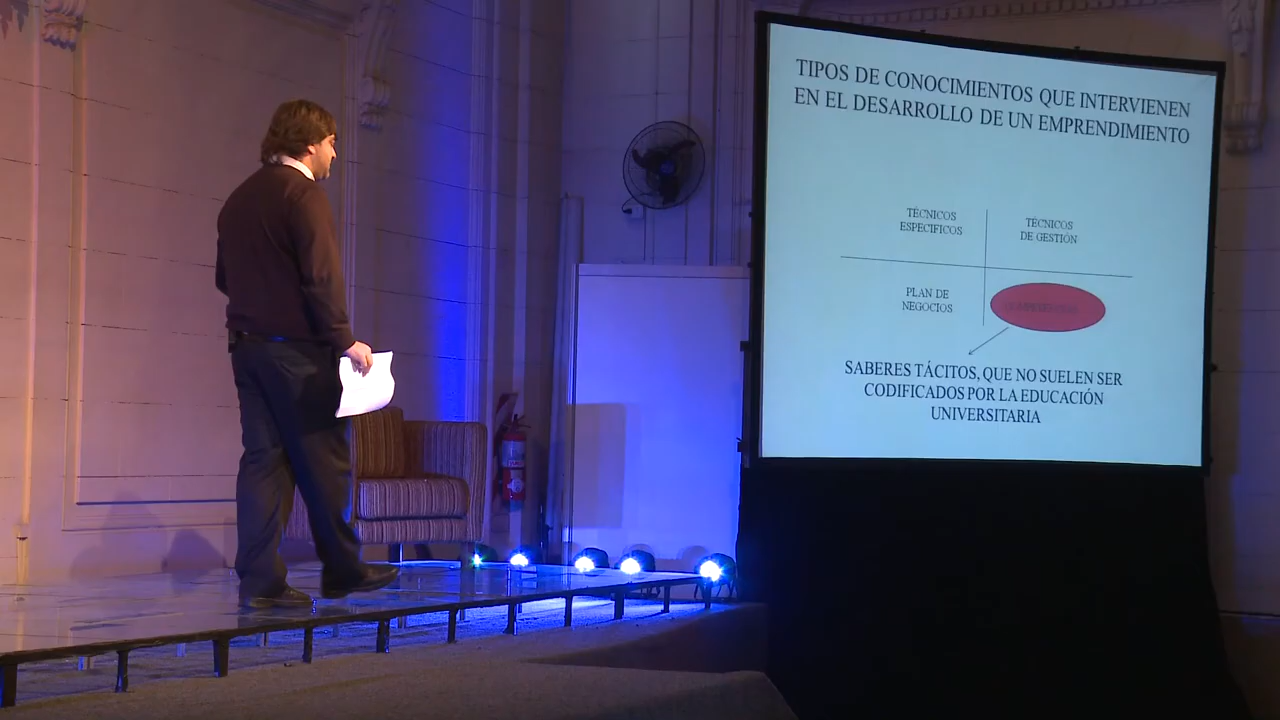 TIPOS DE CONOCIMIENTOS QUE INTERVIENEN
EN EL DESARROLLO DE UN EMPRENDIMIENTO
TÉCNICOS
ESPECIFICOS
TÉCNICOS
DE GESTIÓN
PLAN DE
NEGOCIOS
SABERES TÁCITOS, QUE NO SUELEN SER
CODIFICADOS POR LA EDUCACIÓN
UNIVERSITARIA